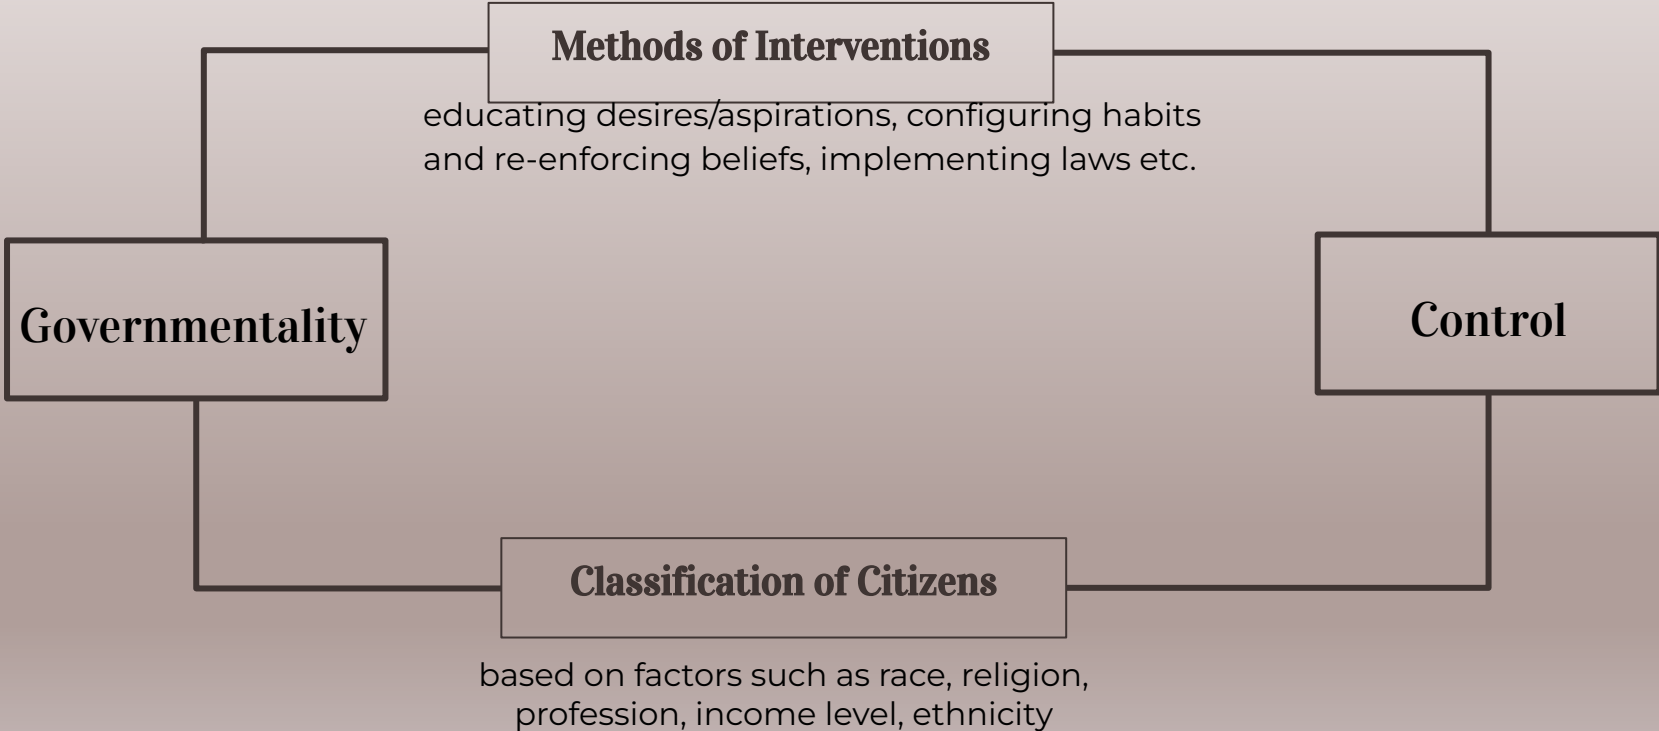 Methods of Interventions
educating desires/aspirations, configuring habits
and re-enforcing beliefs, implementing laws etc.
Governmentality
Control
Classification of Citizens
based on factors such as race, religion,
profession, income level, ethnicity